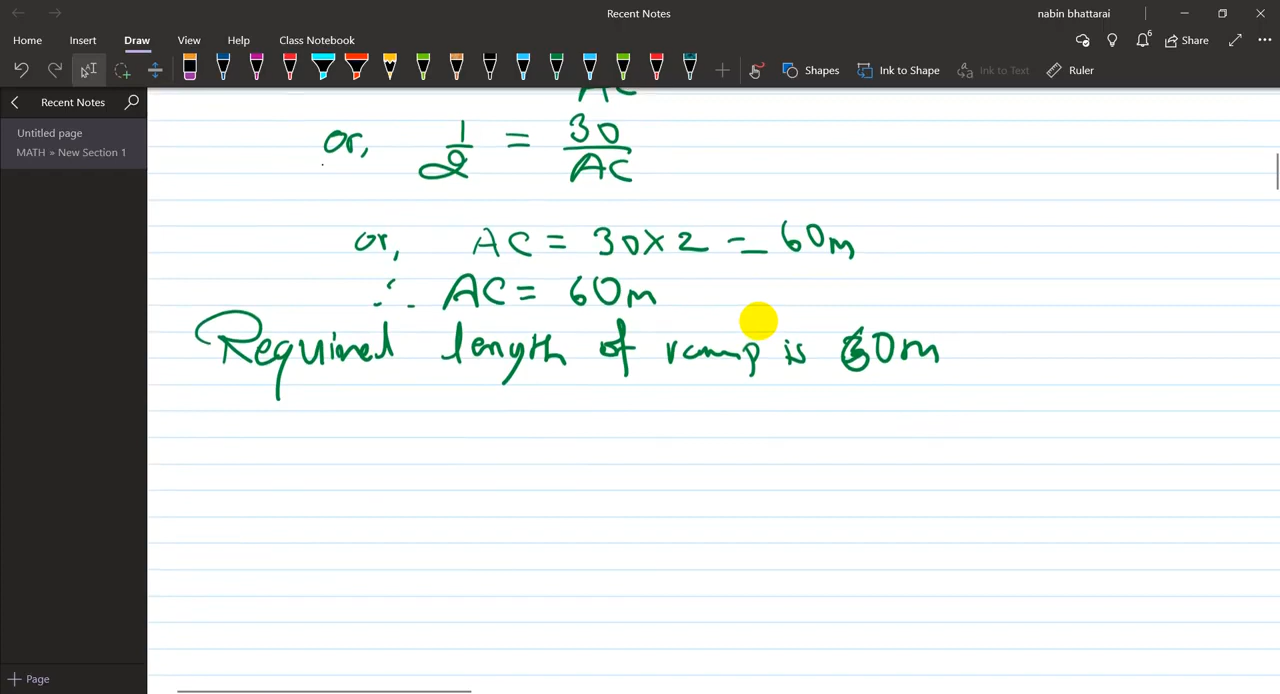 Recent Notes
nabin bhattarai
Home Insert Draw View Help Class Notebook
6 Share
Shapes Ink to Shape Ink to Text Ruler
Recent Notes
Untitled page
MATH » New Section 1
AC
or, 1/2 = 30/AC
or, AC = 30 × 2 = 60m
∴ AC = 60m
Required length of ramp is 60m
+ Page